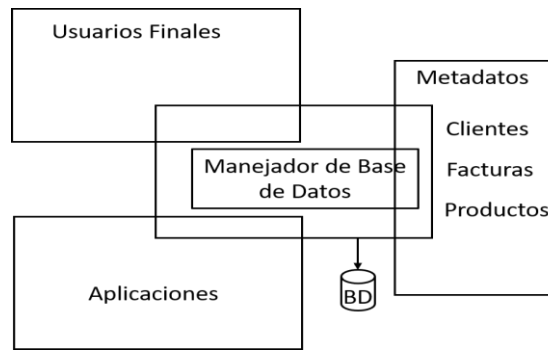 Usuarios Finales
Metadatos
Clientes
Manejador de Base
de Datos
Facturas
Productos
Aplicaciones
BD